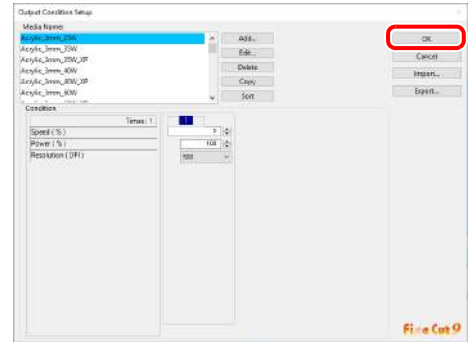 Output Condition Setup
Media Name
Acrylic_3mm_25W
Acrylic_3mm_35W
Acrylic_3mm_35W_XP
Acrylic_3mm_40W
Acrylic_3mm_40W_XP
Acrylic_3mm_60W
Add...
Edit...
Delete
Copy
Sort
OK
Cancel
Import...
Export...
Condition
Times: 1
1
Speed ( % )
Power ( % )
100
Resolution ( DPI )
500
Fine Cut 9